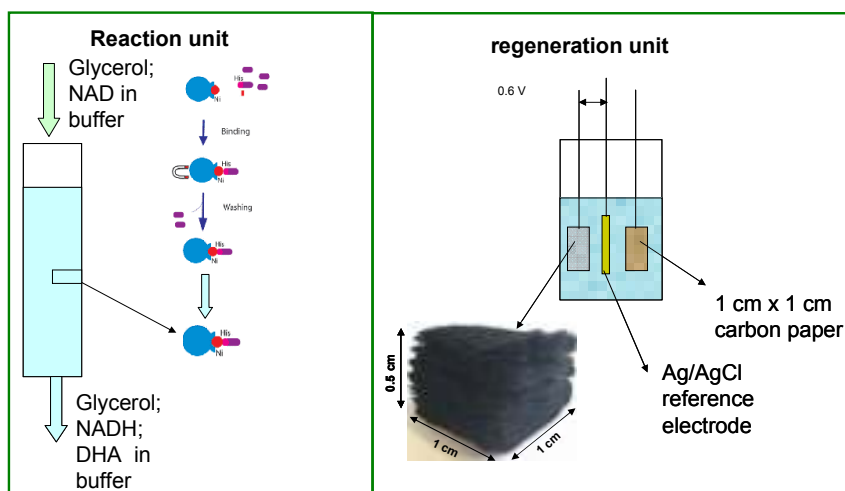 Reaction unit
Glycerol;
NAD in
buffer
His
Ni
Binding
His
Ni
Washing
His
Ni
His
Ni
Glycerol;
NADH;
DHA in
buffer
regeneration unit
0.6 V
1 cm x 1 cm
carbon paper
Ag/AgCl
reference
electrode
0.5 cm
1 cm
1 cm